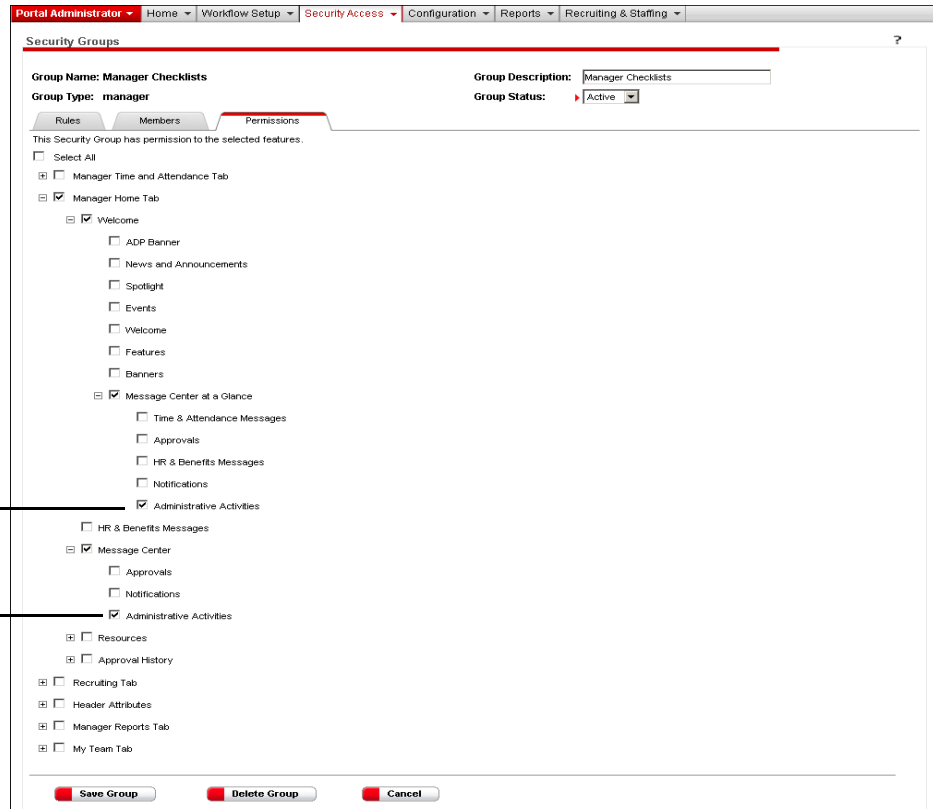 Portal Administrator Home Workflow Setup Security Access Configuration Reports Recruiting & Staffing
Security Groups ?
Group Name: Manager Checklists Group Description: Manager Checklists
Group Type: manager Group Status: Active
Rules Members Permissions
This Security Group has permission to the selected features.
Select All
Manager Time and Attendance Tab
Manager Home Tab
Welcome
ADP Banner
News and Announcements
Spotlight
Events
Welcome
Features
Banners
Message Center at a Glance
Time & Attendance Messages
Approvals
HR & Benefits Messages
Notifications
Administrative Activities
HR & Benefits Messages
Message Center
Approvals
Notifications
Administrative Activities
Resources
Approval History
Recruiting Tab
Header Attributes
Manager Reports Tab
My Team Tab
Save Group Delete Group Cancel